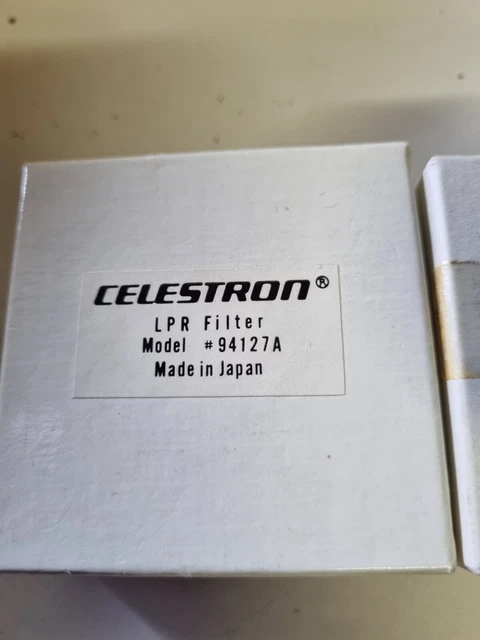 CELESTRON®
LPR Filter
Model #94127A
Made in Japan